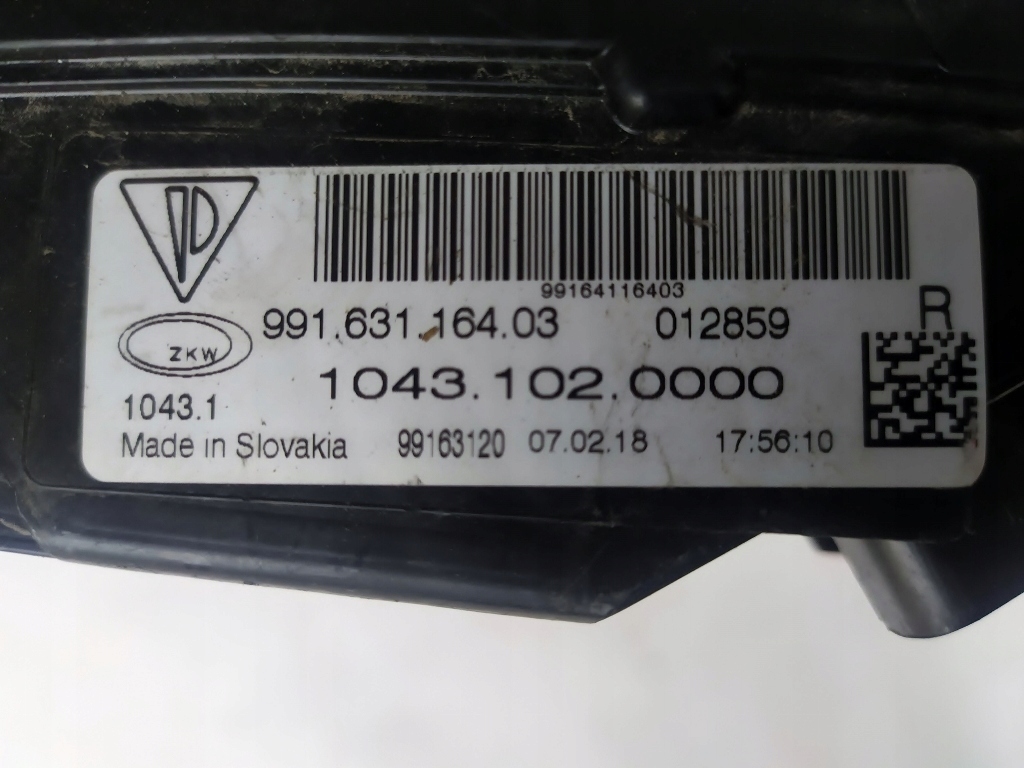 99164116403
991.631.164.03 012859 R
ZKW
1043.102.0000
1043.1
Made in Slovakia 99163120 07.02.18 17:56:10